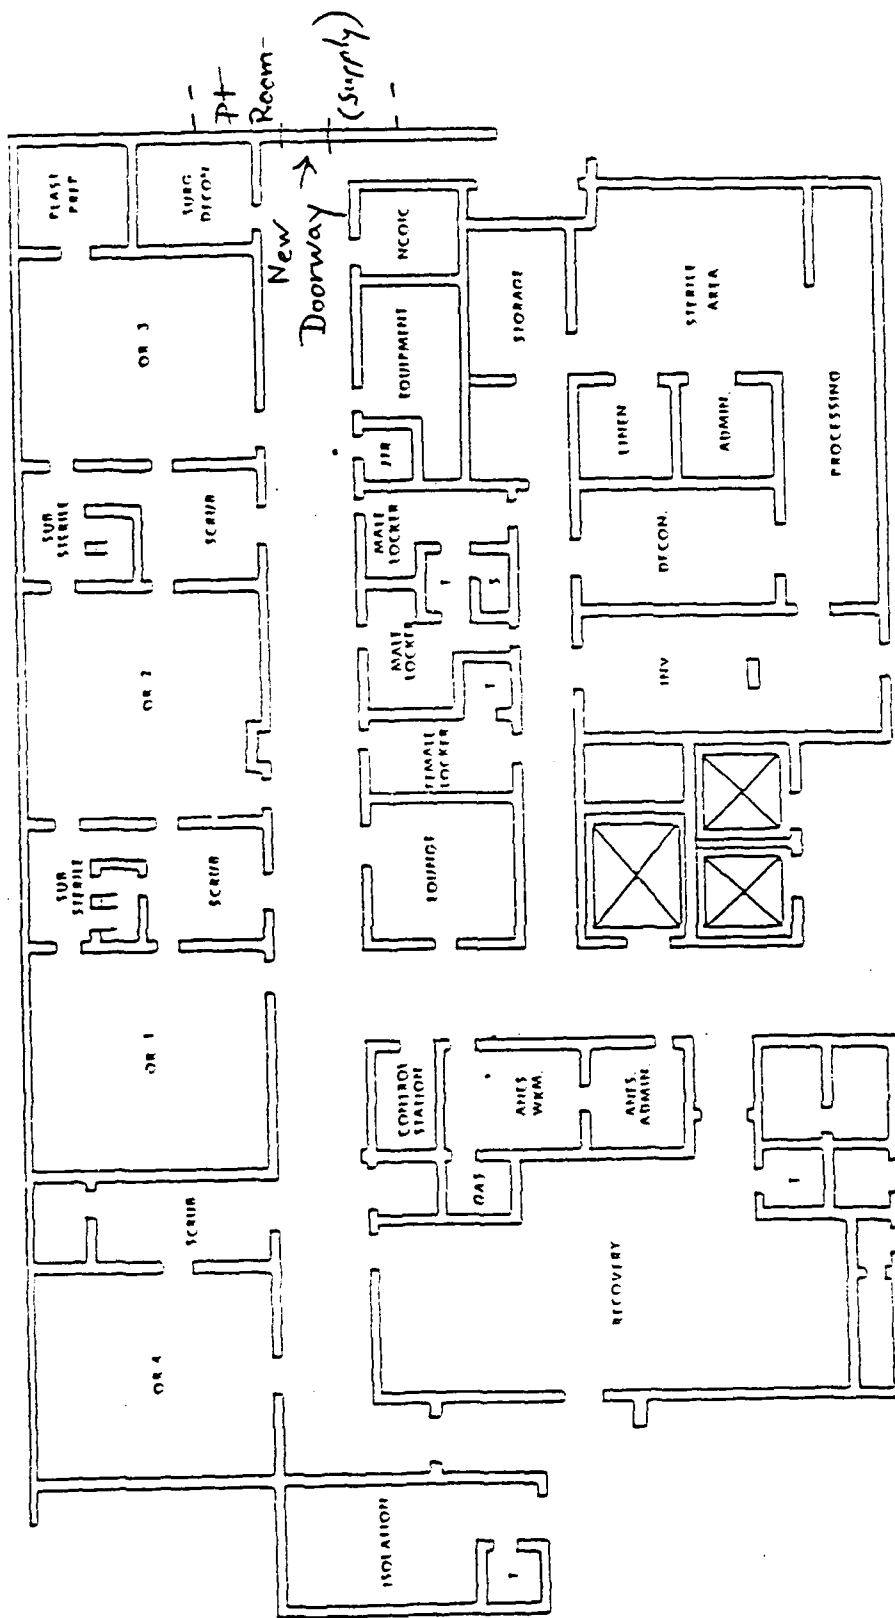 OR 4
SCRUB
OR 1
SUB
STERILE
SCRUB
OR 2
SUB
STERILE
SCRUB
OR 3
PLAST
PREP
SURG
DECON
Pt
Room
(Supply)
New
Doorway
ISOLATION
T
CONTROL
STATION
ANES
WKM.
ANES.
ADMIN.
RECOVERY
T
LOUNGE
FEMALE
LOCKER
T
MALE
LOCKER
MALE
LOCKER
T
S
EQUIPMENT
NCOIC
STORAGE
INV
DECON.
LINEN
ADMIN.
STERILE
AREA
PROCESSING